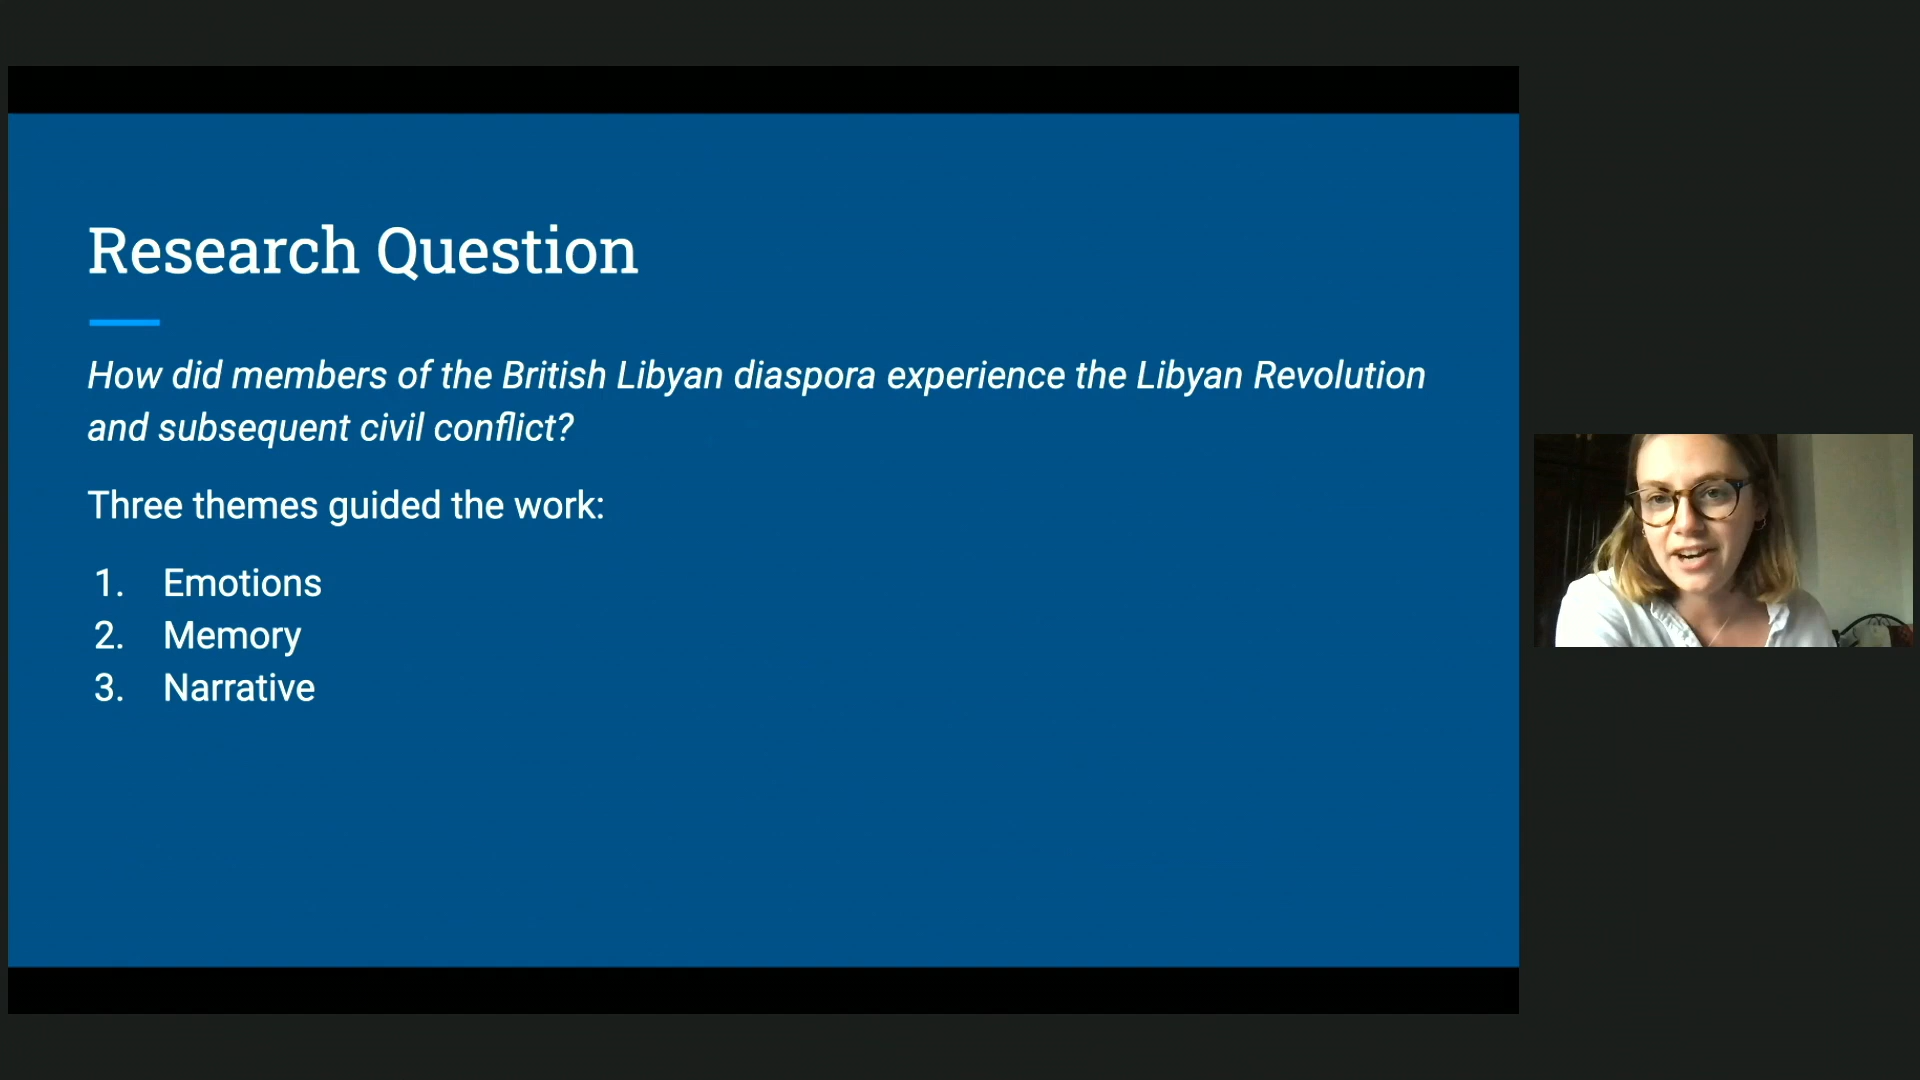 Research Question
How did members of the British Libyan diaspora experience the Libyan Revolution
and subsequent civil conflict?
Three themes guided the work:
1. Emotions
2. Memory
3. Narrative